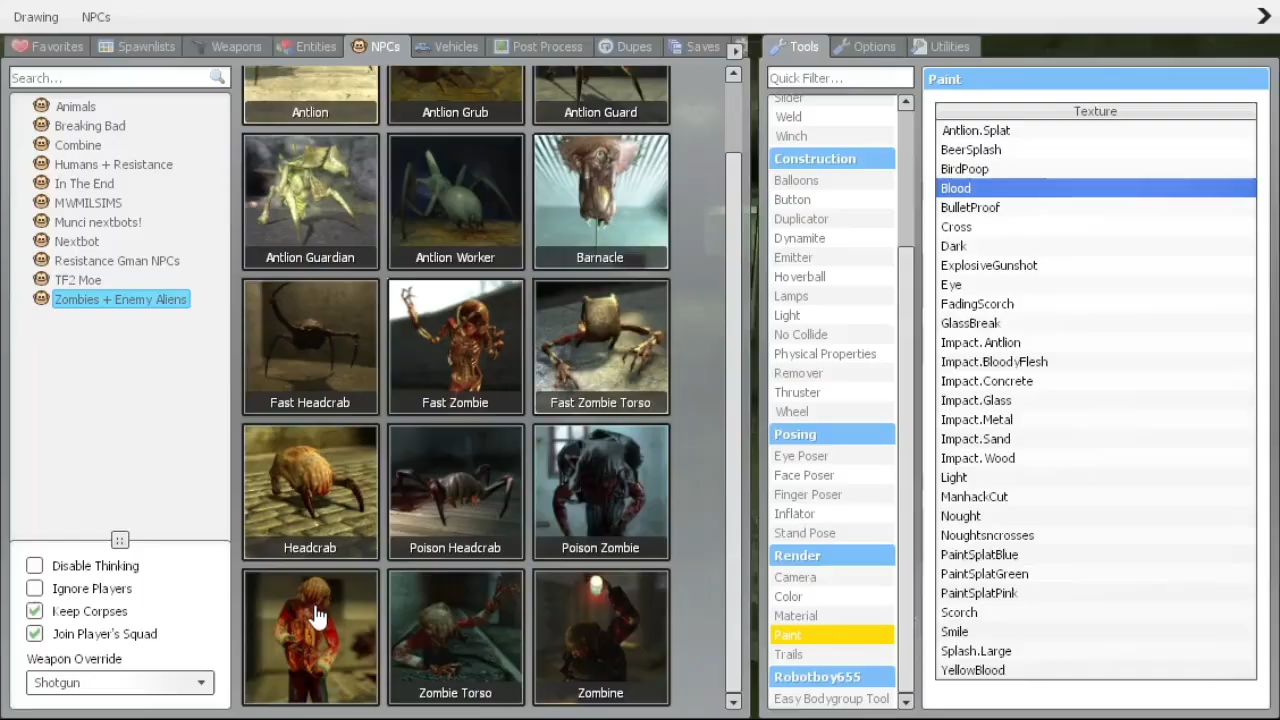 Drawing NPCs
Favorites Spawnlists Weapons Entities NPCs Vehicles Post Process Dupes Saves
Tools Options Utilities
Search...
Animals
Breaking Bad
Combine
Humans + Resistance
In The End
MWMILSIMS
Munci nextbots!
Nextbot
Resistance Gman NPCs
TF2 Moe
Zombies + Enemy Aliens
Disable Thinking
Ignore Players
Keep Corpses
Join Player's Squad
Weapon Override
Shotgun
Antlion Antlion Grub Antlion Guard
Antlion Guardian Antlion Worker Barnacle
Fast Headcrab Fast Zombie Fast Zombie Torso
Headcrab Poison Headcrab Poison Zombie
Zombie Torso Zombine
Quick Filter...
Slider
Weld
Winch
Construction
Balloons
Button
Duplicator
Dynamite
Emitter
Hoverball
Lamps
Light
No Collide
Physical Properties
Remover
Thruster
Wheel
Posing
Eye Poser
Face Poser
Finger Poser
Inflator
Stand Pose
Render
Camera
Color
Material
Paint
Trails
Robotboy655
Easy Bodygroup Tool
Paint
Texture
Antlion.Splat
BeerSplash
BirdPoop
Blood
BulletProof
Cross
Dark
ExplosiveGunshot
Eye
FadingScorch
GlassBreak
Impact.Antlion
Impact.BloodyFlesh
Impact.Concrete
Impact.Glass
Impact.Metal
Impact.Sand
Impact.Wood
Light
ManhackCut
Nought
Noughtsncrosses
PaintSplatBlue
PaintSplatGreen
PaintSplatPink
Scorch
Smile
Splash.Large
YellowBlood